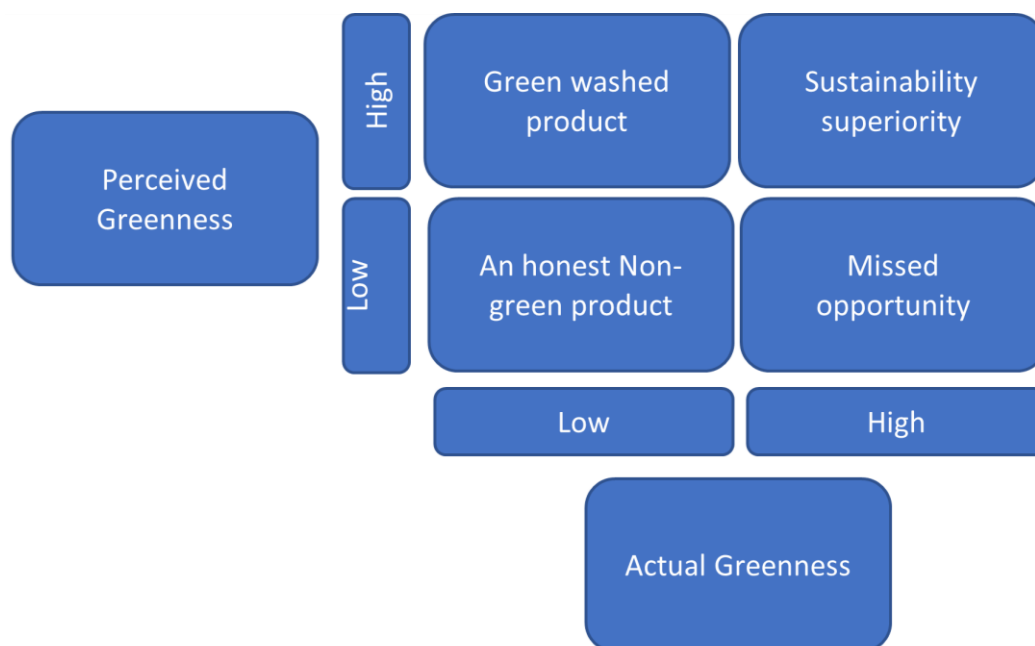 High
Green washed
product
Sustainability
superiority
Perceived
Greenness
Low
An honest Non-
green product
Missed
opportunity
Low
High
Actual Greenness